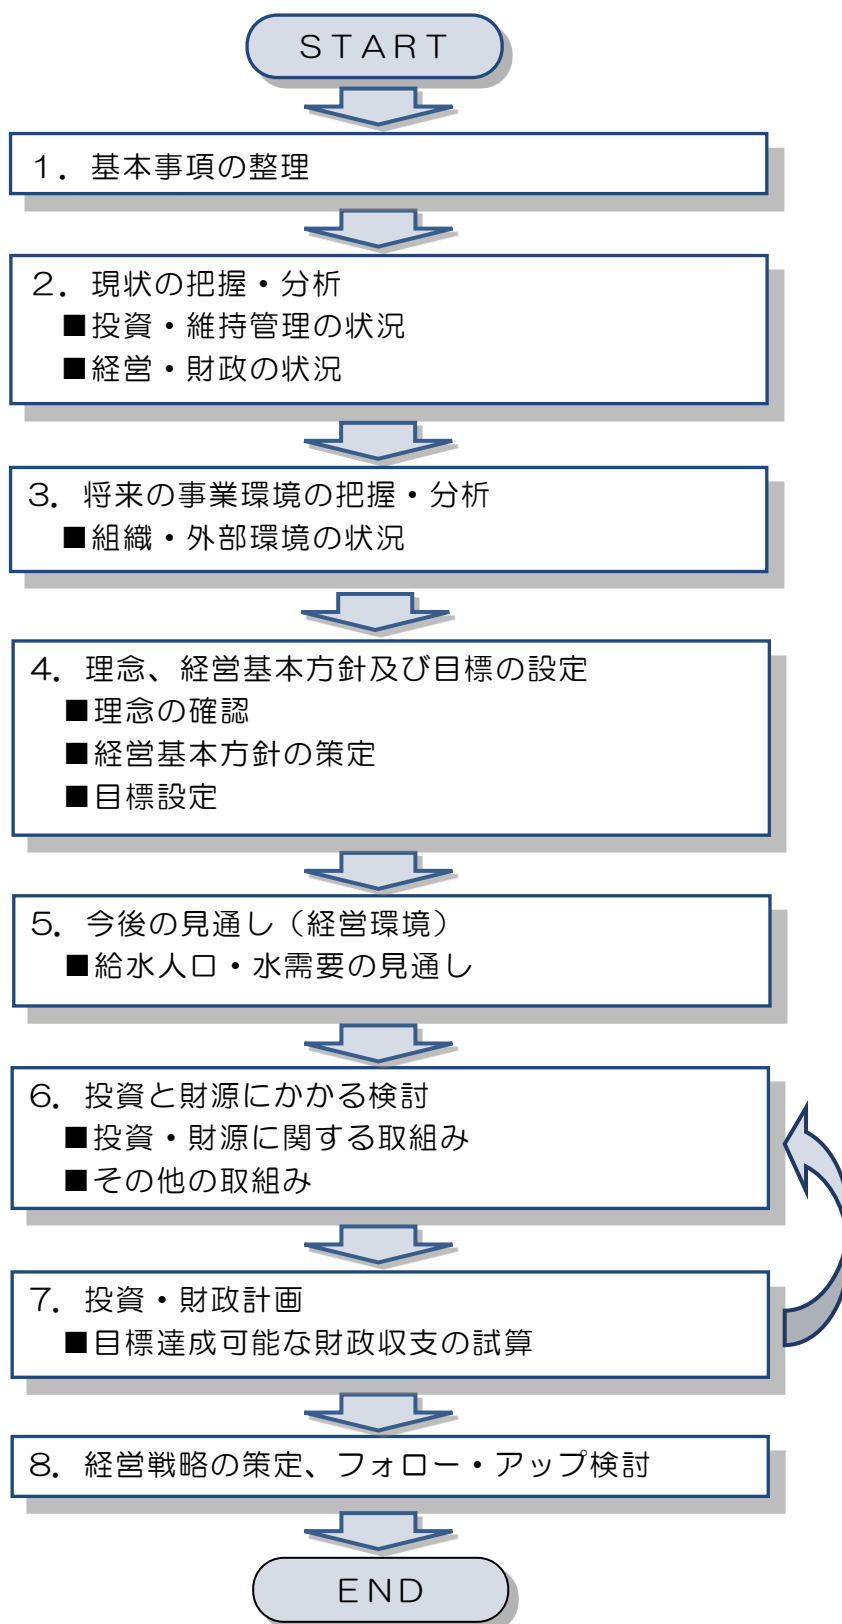 START
１．基本事項の整理
２．現状の把握・分析
■投資・維持管理の状況
■経営・財政の状況
３．将来の事業環境の把握・分析
■組織・外部環境の状況
４．理念、経営基本方針及び目標の設定
■理念の確認
■経営基本方針の策定
■目標設定
５．今後の見通し（経営環境）
■給水人口・水需要の見通し
６．投資と財源にかかる検討
■投資・財源に関する取組み
■その他の取組み
７．投資・財政計画
■目標達成可能な財政収支の試算
８．経営戦略の策定、フォロー・アップ検討
END